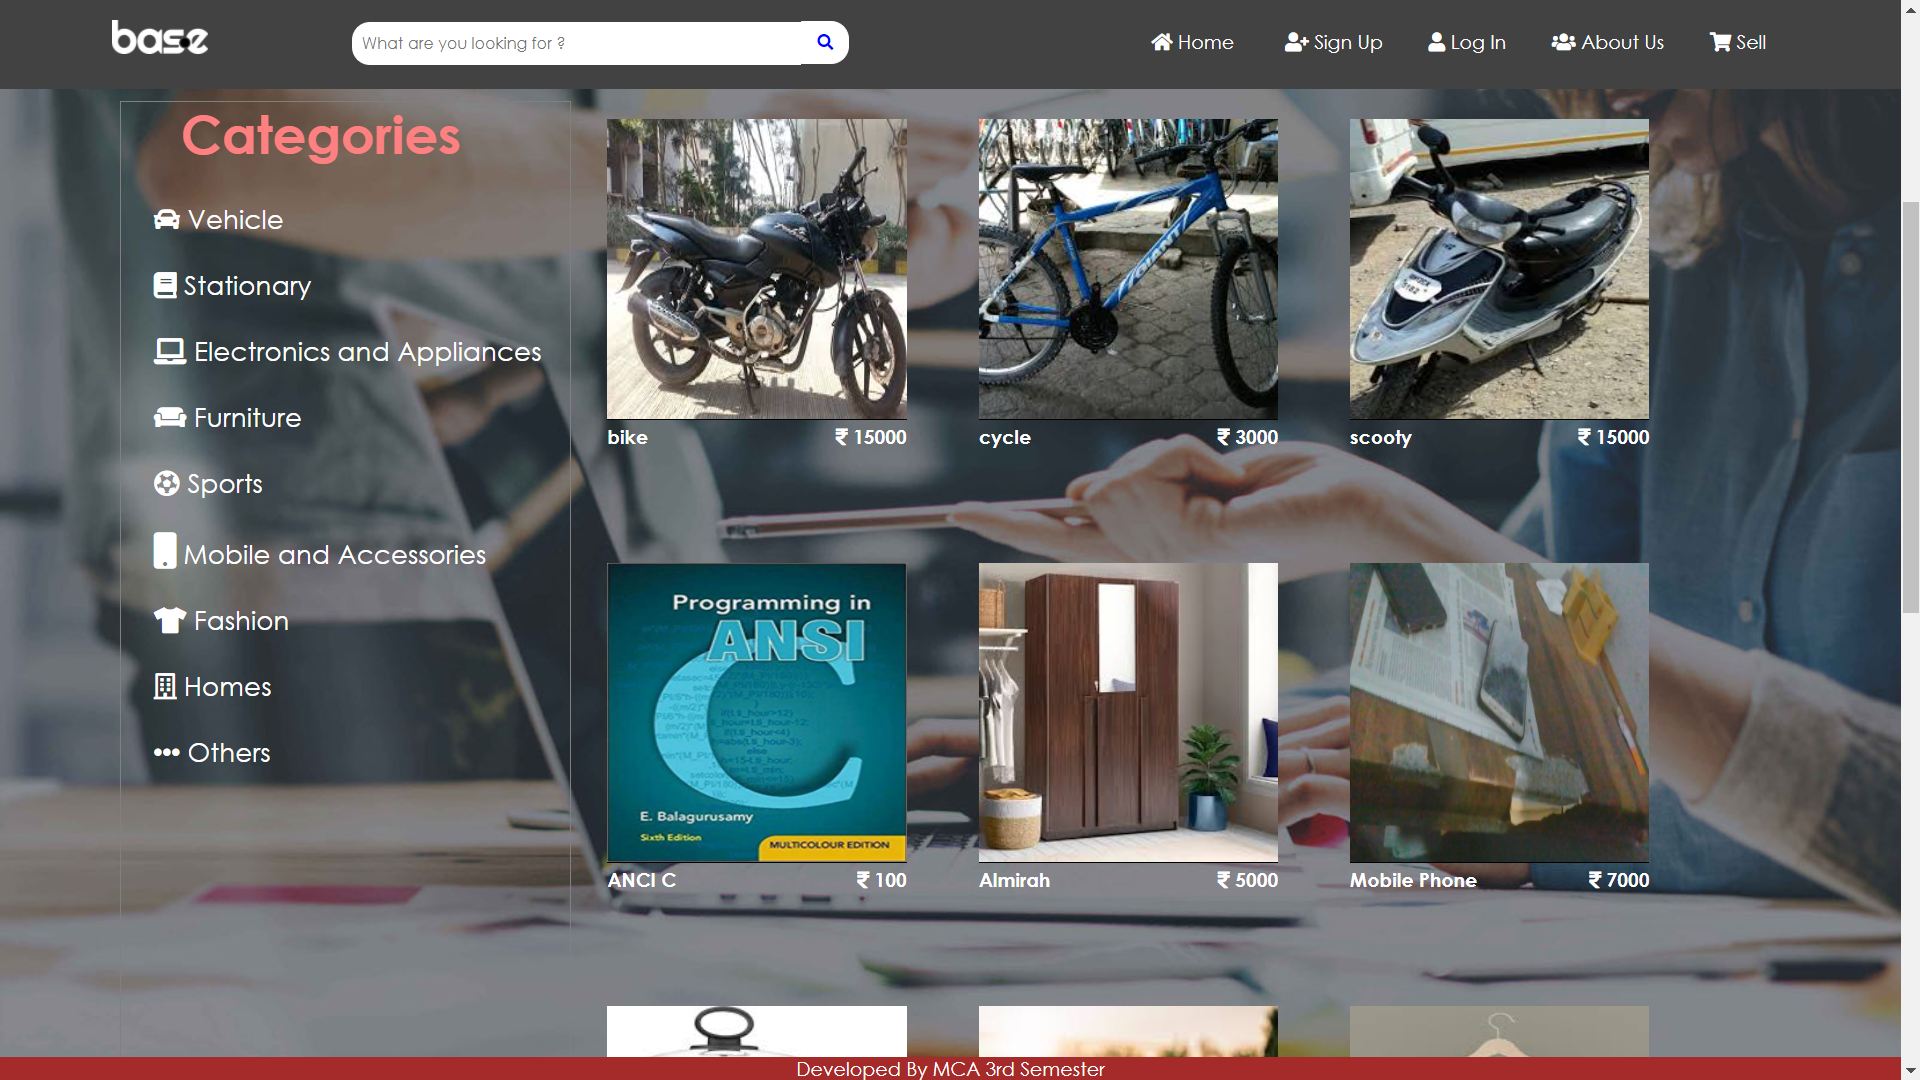 base
What are you looking for ?
Home
Sign Up
Log In
About Us
Sell
Categories
Vehicle
Stationary
Electronics and Appliances
Furniture
Sports
Mobile and Accessories
Fashion
Homes
Others
GIANT
bike
₹ 15000
cycle
₹ 3000
scooty
₹ 15000
Programming in
ANSI
C
E. Balagurusamy
Sixth Edition
MULTICOLOUR EDITION
ANCI C
₹ 100
Almirah
₹ 5000
Mobile Phone
₹ 7000
Developed By MCA 3rd Semester